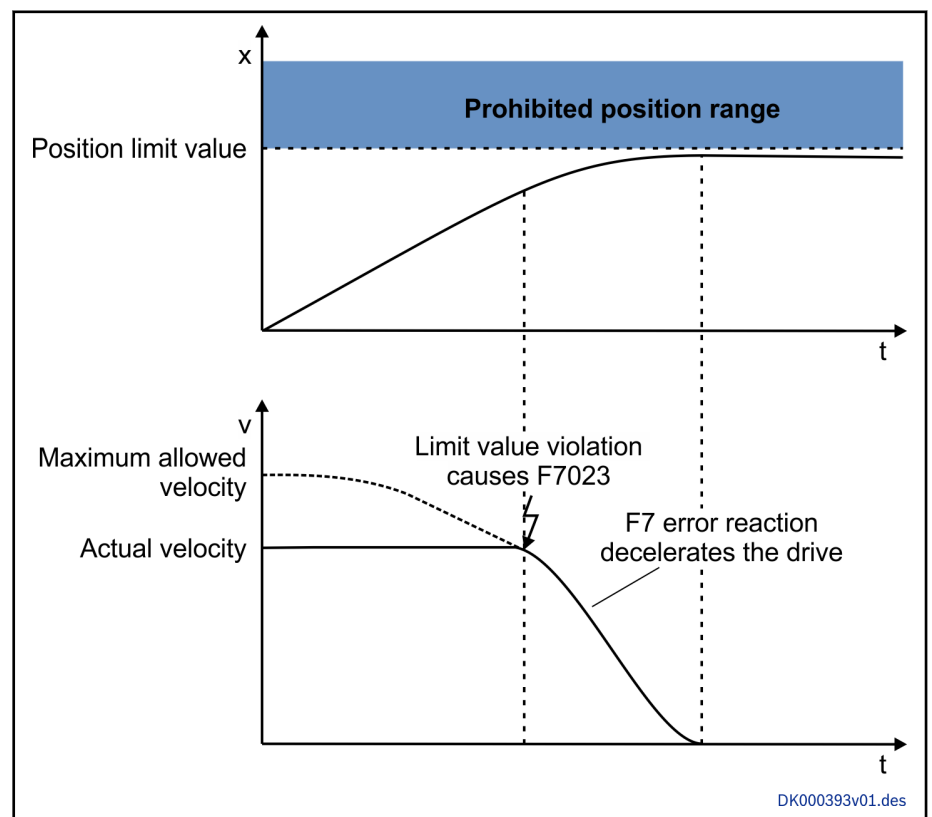 x
Prohibited position range
Position limit value
t
v
Maximum allowed
velocity
Limit value violation
causes F7023
F7 error reaction
decelerates the drive
Actual velocity
t
DK000393v01.des